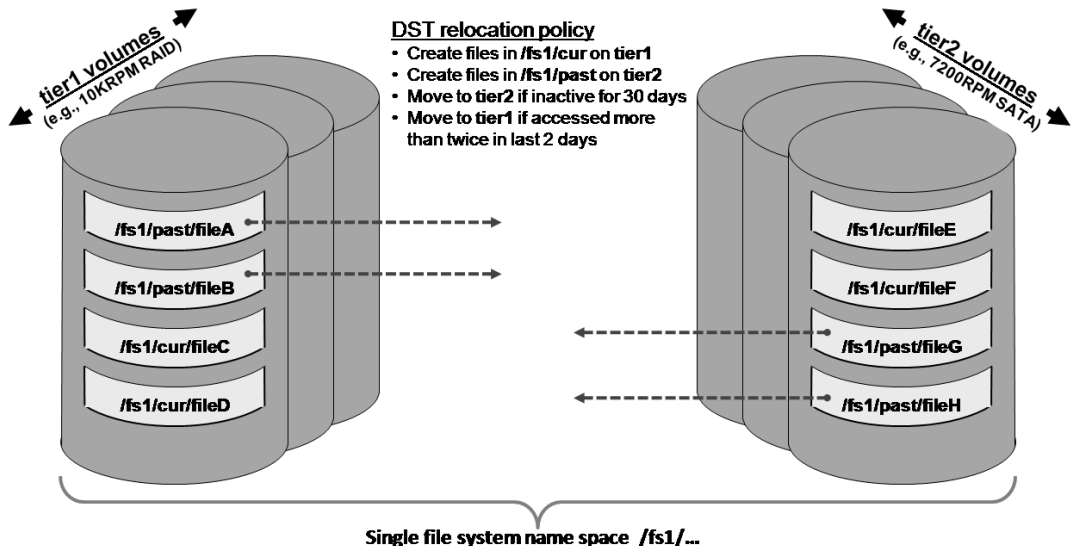 tier1 volumes
(e.g., 10KRPM RAID)
DST relocation policy
• Create files in /fs1/cur on tier1
• Create files in /fs1/past on tier2
• Move to tier2 if inactive for 30 days
• Move to tier1 if accessed more
than twice in last 2 days
tier2 volumes
(e.g., 7200RPM SATA)
/fs1/past/fileA
/fs1/past/fileB
/fs1/cur/fileC
/fs1/cur/fileD
/fs1/cur/fileE
/fs1/cur/fileF
/fs1/past/fileG
/fs1/past/fileH
Single file system name space /fs1/...